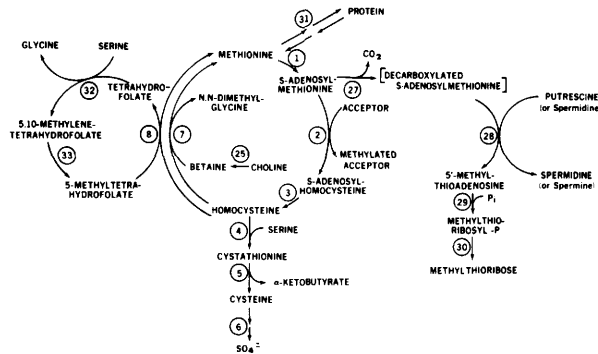 PROTEIN
31
GLYCINE
SERINE
METHIONINE
1
CO2
32
TETRAHYDRO-
FOLATE
N,N-DIMETHYL-
GLYCINE
S-ADENOSYL-
METHIONINE
27
[DECARBOXYLATED
S-ADENOSYLMETHIONINE]
ACCEPTOR
PUTRESCINE
(or Spermidine)
5,10-METHYLENE-
TETRAHYDROFOLATE
8
7
2
28
33
25
BETAINE
CHOLINE
METHYLATED
ACCEPTOR
5-METHYLTETRA-
HYDROFOLATE
S-ADENOSYL-
HOMOCYSTEINE
3
5'-METHYL-
THIOADENOSINE
SPERMIDINE
(or Spermine)
HOMOCYSTEINE
29
Pi
4
SERINE
METHYLTHIO-
RIBOSYL -P
30
CYSTATHIONINE
5
α-KETOBUTYRATE
METHYLTHIORIBOSE
CYSTEINE
6
SO4=